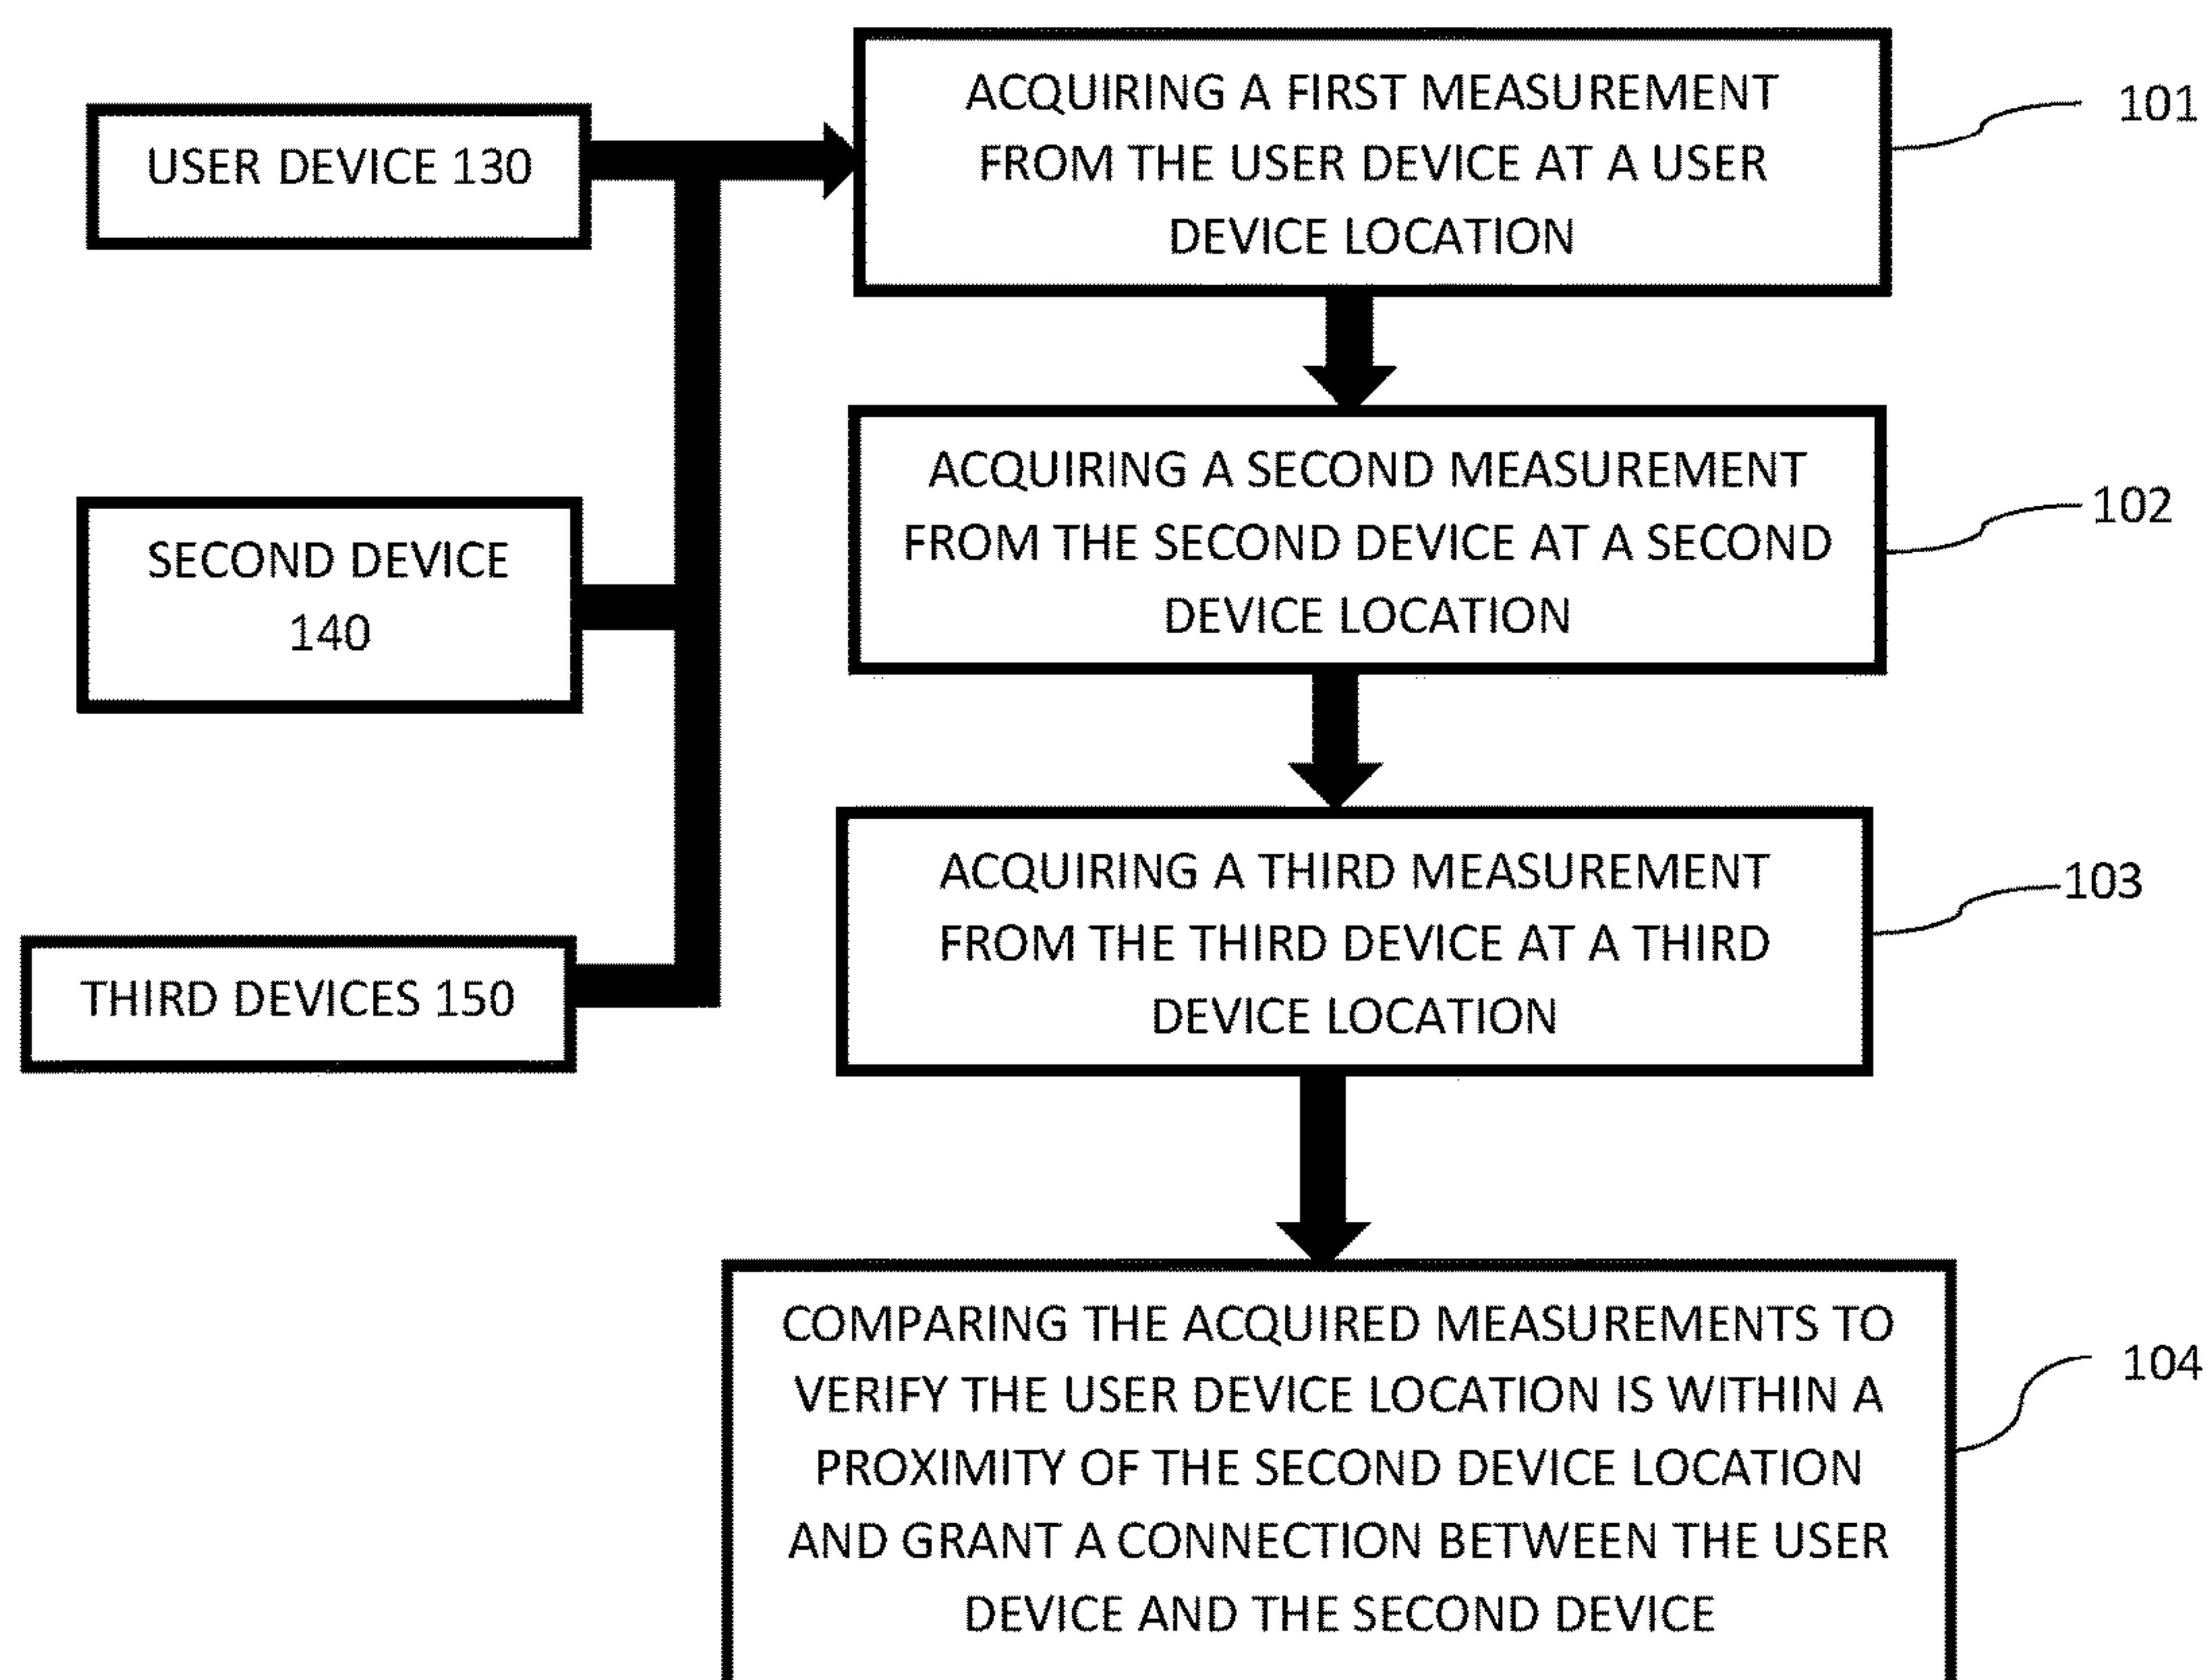 USER DEVICE 130
SECOND DEVICE
140
THIRD DEVICES 150
ACQUIRING A FIRST MEASUREMENT
FROM THE USER DEVICE AT A USER
DEVICE LOCATION
101
ACQUIRING A SECOND MEASUREMENT
FROM THE SECOND DEVICE AT A SECOND
DEVICE LOCATION
102
ACQUIRING A THIRD MEASUREMENT
FROM THE THIRD DEVICE AT A THIRD
DEVICE LOCATION
103
COMPARING THE ACQUIRED MEASUREMENTS TO
VERIFY THE USER DEVICE LOCATION IS WITHIN A
PROXIMITY OF THE SECOND DEVICE LOCATION
AND GRANT A CONNECTION BETWEEN THE USER
DEVICE AND THE SECOND DEVICE
104